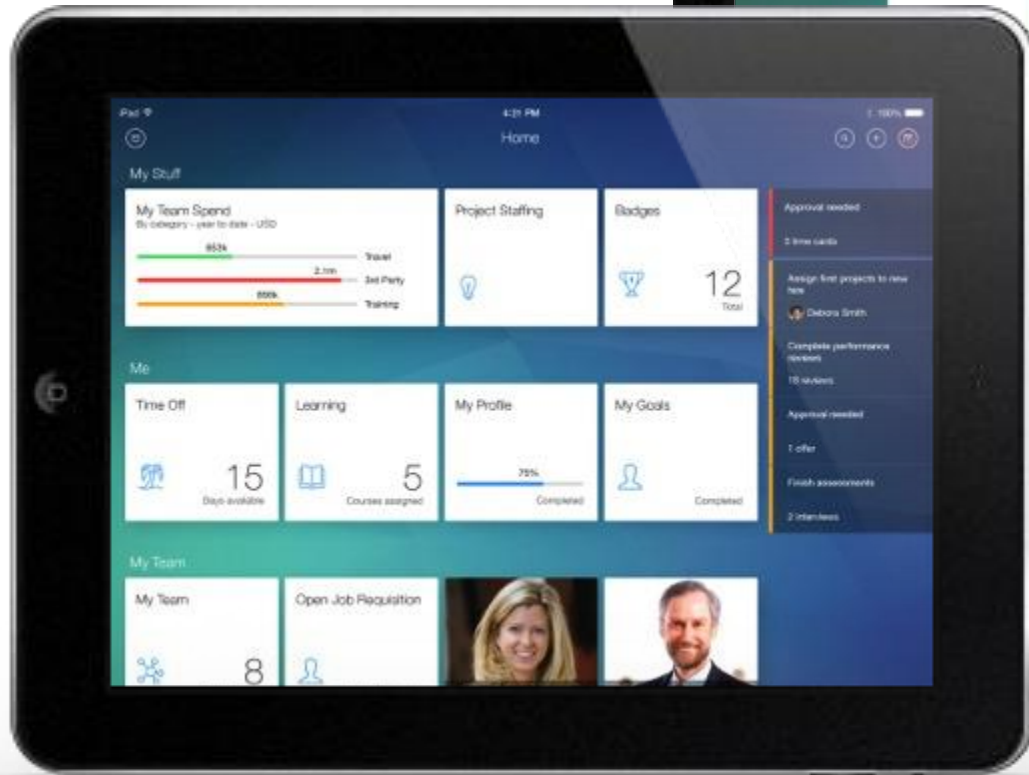 iPad
4:21 PM
100%
Home
My Stuff
My Team Spend
By category - year to date - USD
Travel
2.1m
3rd Party
Training
Project Staffing
Badges
12
Total
Approval needed
time cards
Assign first projects to new
hire
Debora Smith
Complete performance
reviews
18 reviews
Approval needed
1 offer
Finish assessments
2 interviews
Me
Time Off
15
Days available
Learning
5
Courses assigned
My Profile
75%
Completed
My Goals
Completed
My Team
My Team
8
Open Job Requisition